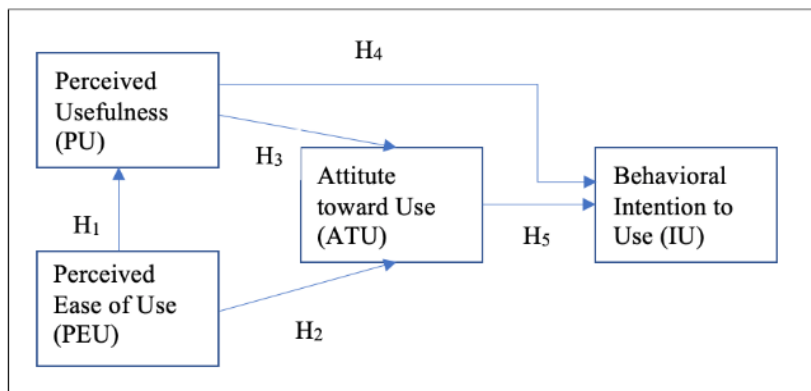 H4
Perceived
Usefulness
(PU)
H3
Attitute
toward Use
(ATU)
Behavioral
Intention to
Use (IU)
H1
H5
Perceived
Ease of Use
(PEU)
H2